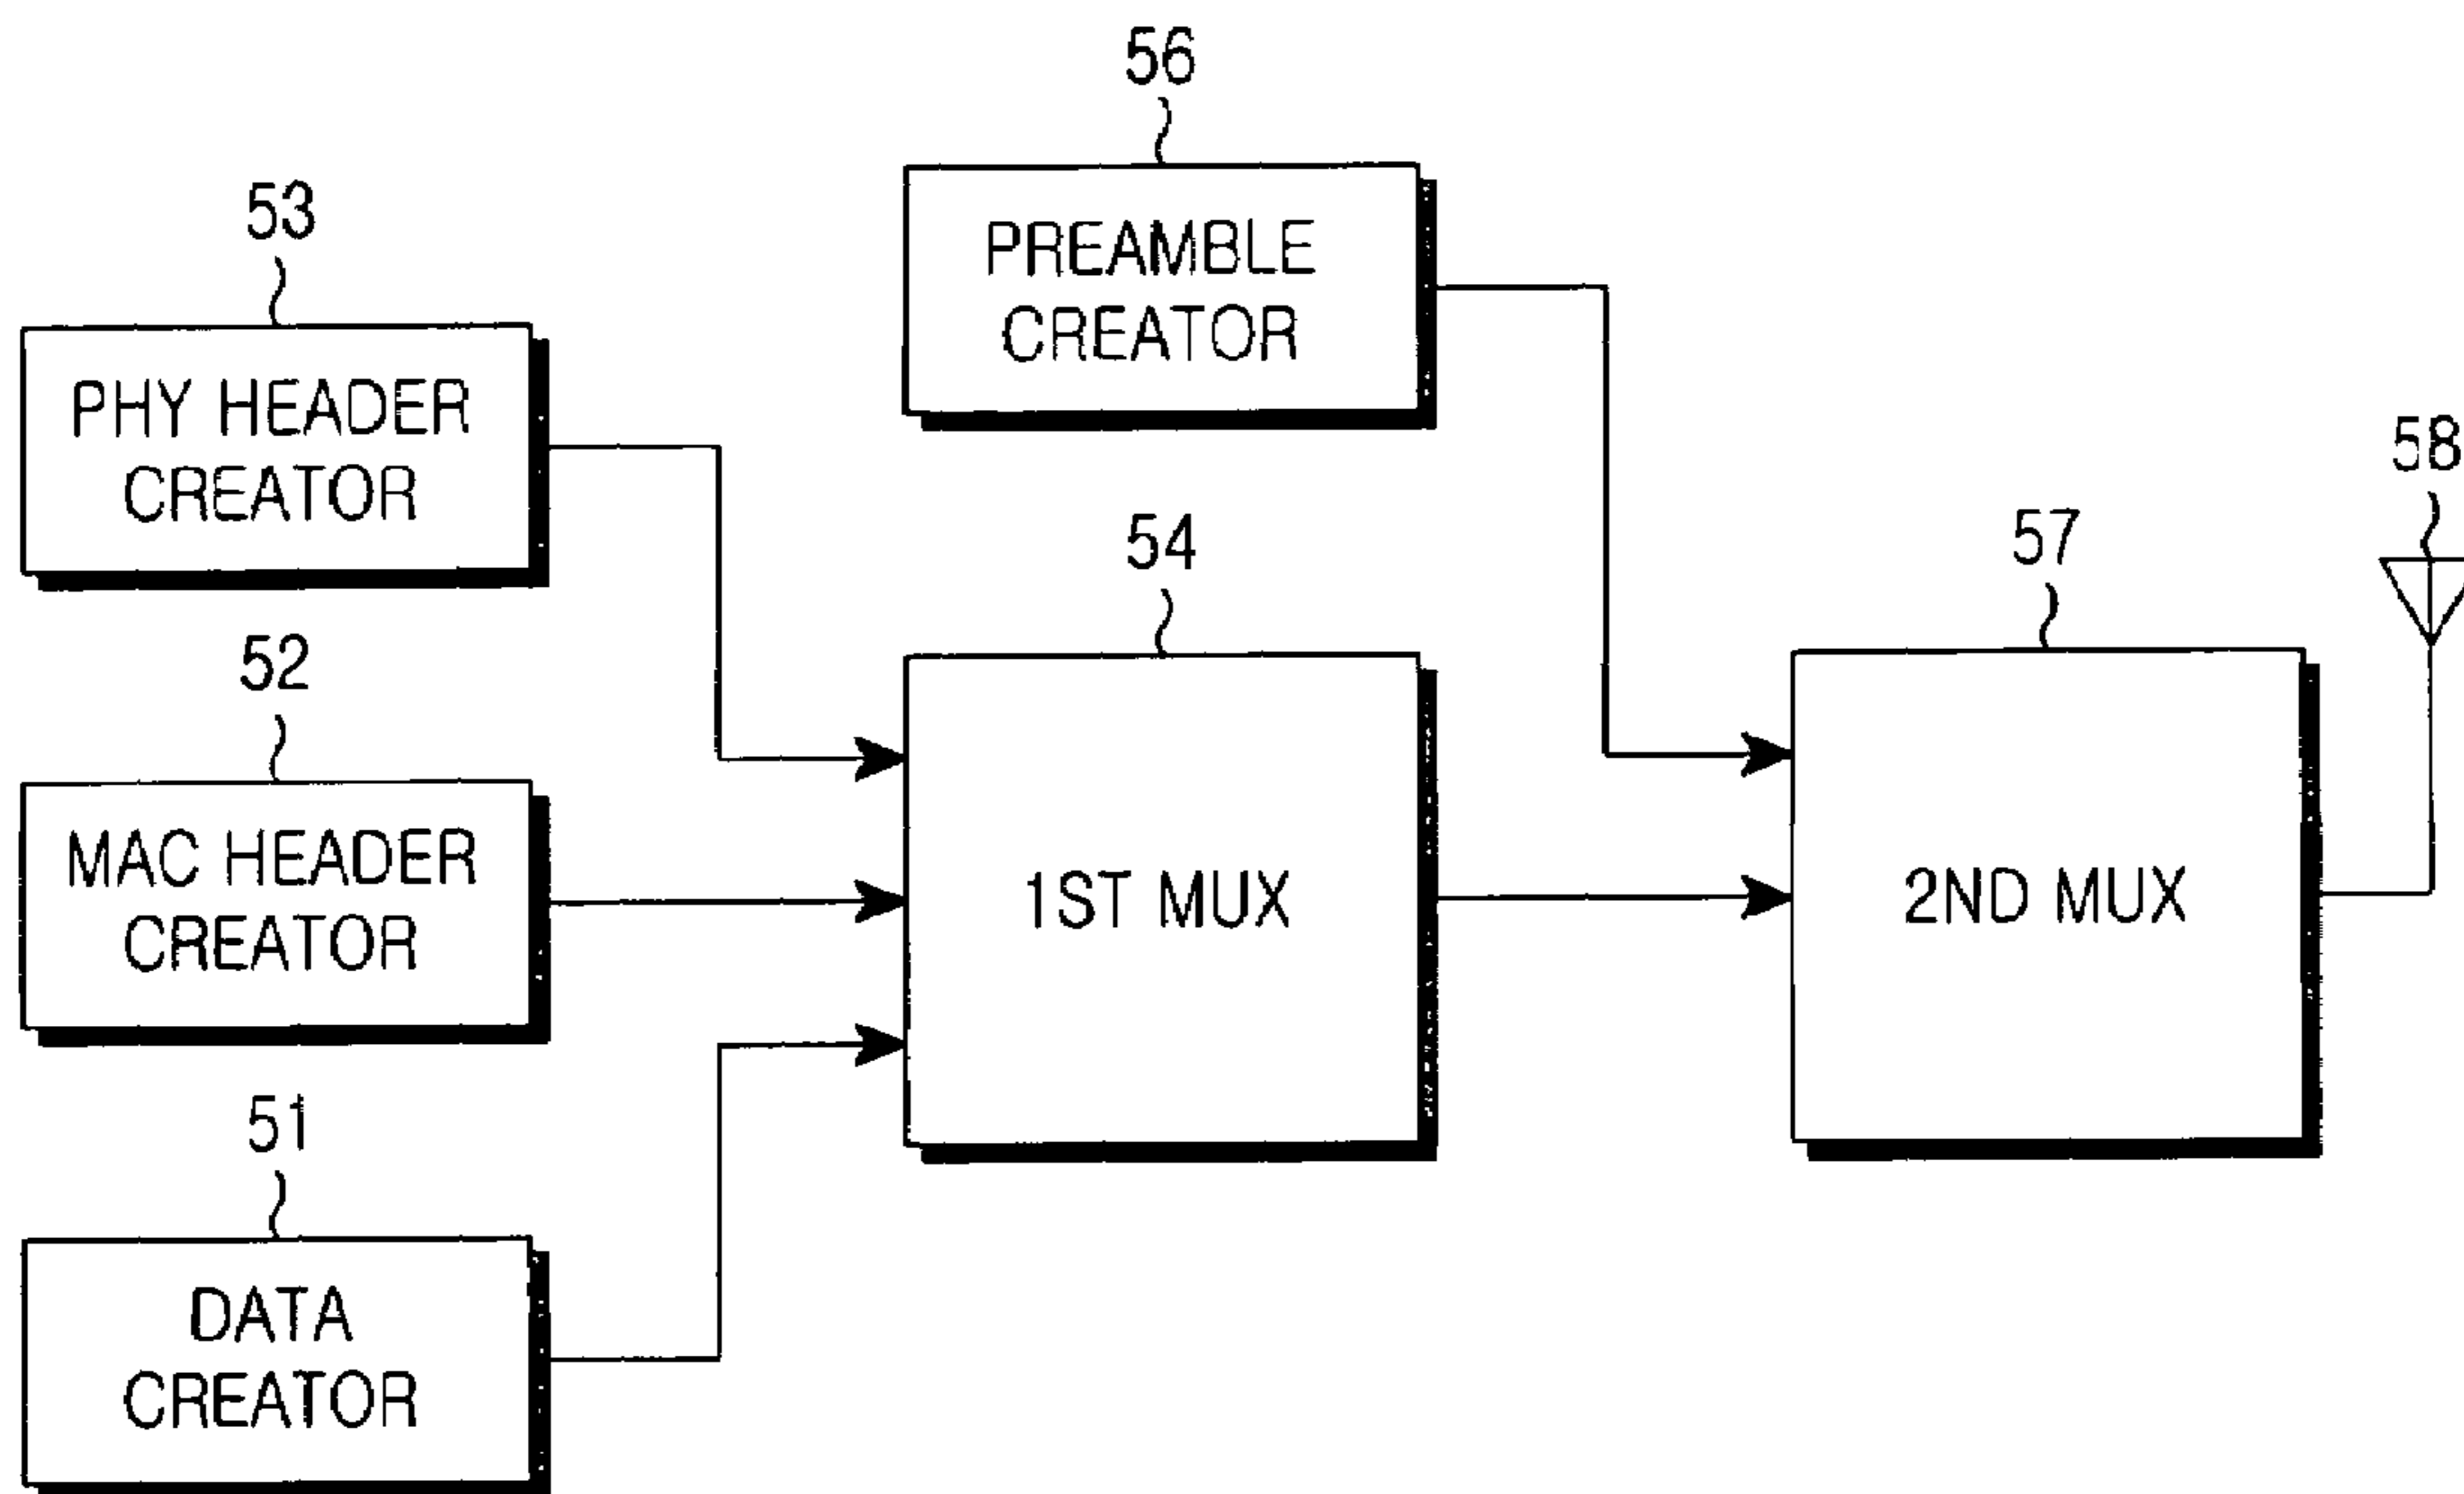 56
PREAMBLE
CREATOR
53
PHY HEADER
CREATOR
58
54
1ST MUX
57
2ND MUX
52
MAC HEADER
CREATOR
51
DATA
CREATOR